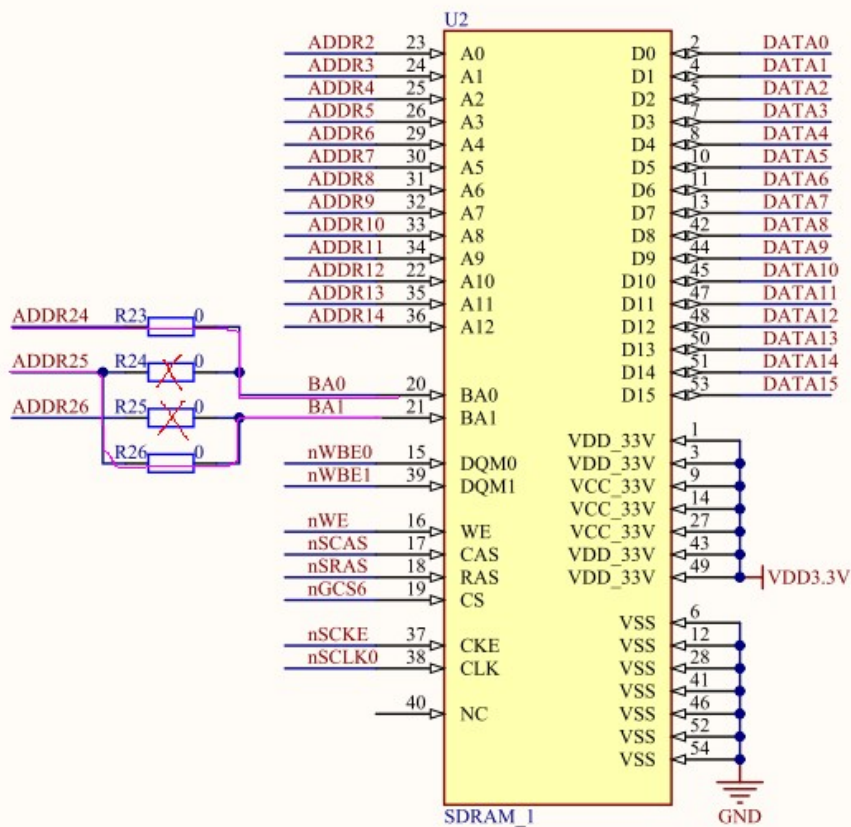 U2
ADDR2 23 A0 D0 2 DATA0
ADDR3 24 A1 D1 4 DATA1
ADDR4 25 A2 D2 5 DATA2
ADDR5 26 A3 D3 7 DATA3
ADDR6 29 A4 D4 8 DATA4
ADDR7 30 A5 D5 10 DATA5
ADDR8 31 A6 D6 11 DATA6
ADDR9 32 A7 D7 13 DATA7
ADDR10 33 A8 D8 42 DATA8
ADDR11 34 A9 D9 44 DATA9
ADDR12 22 A10 D10 45 DATA10
ADDR13 35 A11 D11 47 DATA11
ADDR24 R23 0 ADDR14 36 A12 D12 48 DATA12
D13 50 DATA13
ADDR25 R24 0 D14 51 DATA14
BA0 20 BA0 D15 53 DATA15
ADDR26 R25 0 BA1 21 BA1
VDD_33V 1
R26 0 nWBE0 15 DQM0 VDD_33V 3
nWBE1 39 DQM1 VCC_33V 9
VCC_33V 14
nWE 16 WE VCC_33V 27
nSCAS 17 CAS VDD_33V 43
nSRAS 18 RAS VDD_33V 49 VDD3.3V
nGCS6 19 CS
VSS 6
nSCKE 37 CKE VSS 12
nSCLK0 38 CLK VSS 28
VSS 41
40 NC VSS 46
VSS 52
VSS 54
SDRAM_1 GND